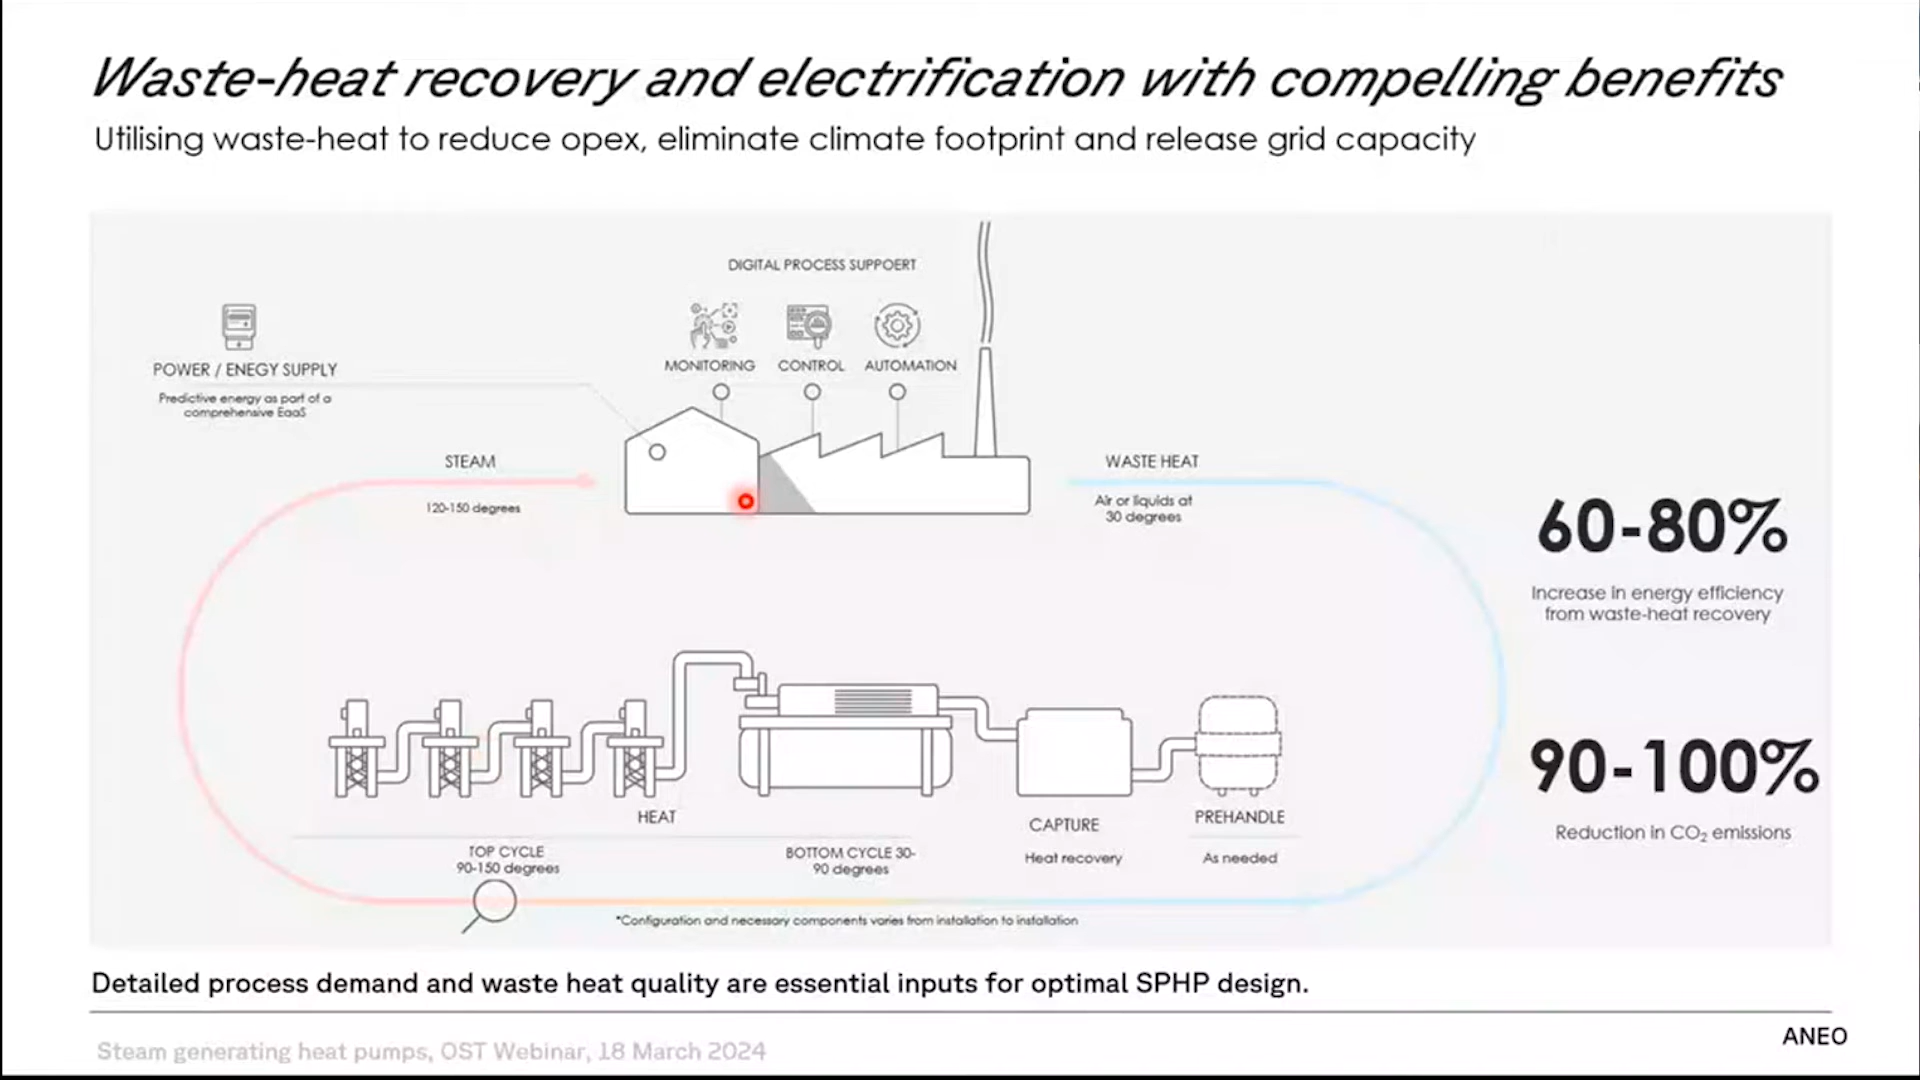 Waste-heat recovery and electrification with compelling benefits
Utilising waste-heat to reduce opex, eliminate climate footprint and release grid capacity
DIGITAL PROCESS SUPPOERT
MONITORING CONTROL AUTOMATION
POWER / ENEGY SUPPLY
Predictive energy as part of a
comprehensive EaaS
STEAM
120-150 degrees
WASTE HEAT
Air or liquids at
30 degrees
60-80%
Increase in energy efficiency
from waste-heat recovery
90-100%
Reduction in CO₂ emissions
HEAT
TOP CYCLE
90-150 degrees
BOTTOM CYCLE 30-
90 degrees
CAPTURE
Heat recovery
PREHANDLE
As needed
*Configuration and necessary components varies from installation to installation
Detailed process demand and waste heat quality are essential inputs for optimal SPHP design.
ANEO
Steam generating heat pumps, OST Webinar, 18 March 2024